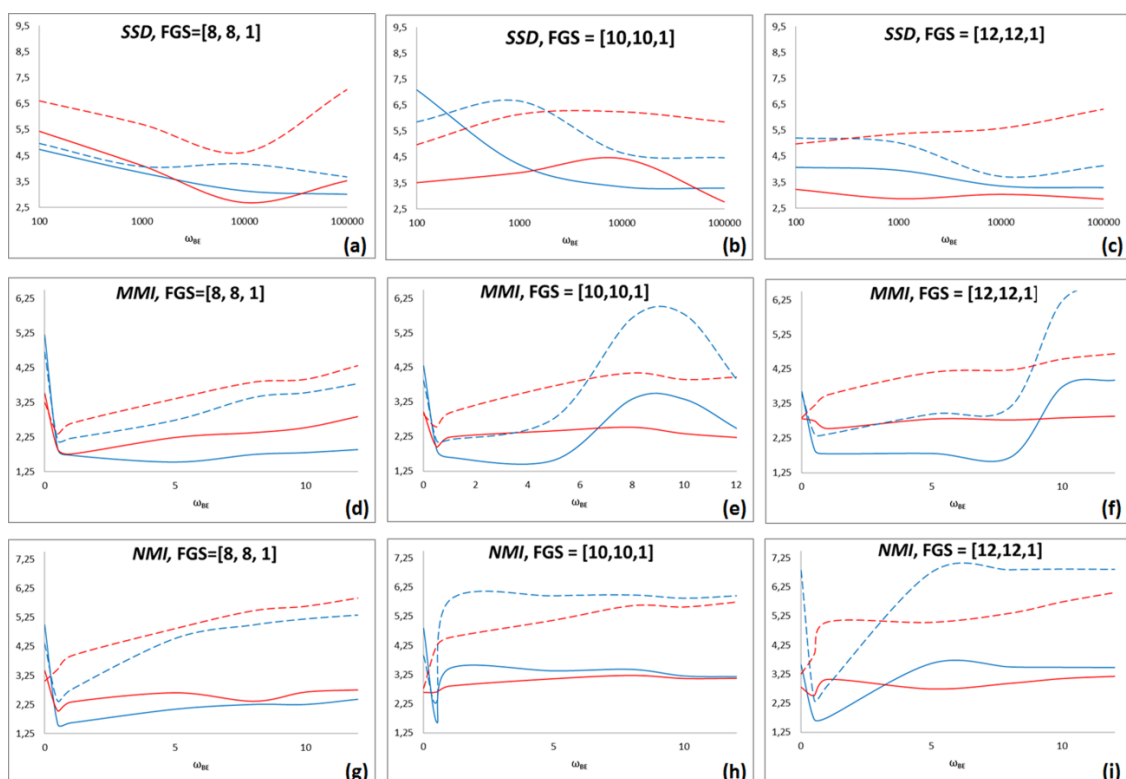 SSD, FGS=[8, 8, 1]
9,5
8,5
7,5
6,5
5,5
4,5
3,5
2,5
100 1000 10000 100000
ωBE
(a)
SSD, FGS = [10,10,1]
9,5
8,5
7,5
6,5
5,5
4,5
3,5
2,5
100 1000 10000 100000
ωBE
(b)
SSD, FGS = [12,12,1]
9,5
8,5
7,5
6,5
5,5
4,5
3,5
2,5
100 1000 10000 100000
ωBE
(c)
MMI, FGS=[8, 8, 1]
6,25
5,25
4,25
3,25
2,25
1,25
0 5 10
ωBE
(d)
MMI, FGS = [10,10,1]
6,25
5,25
4,25
3,25
2,25
1,25
0 2 4 6 8 10 12
ωBE
(e)
MMI, FGS = [12,12,1]
6,25
5,25
4,25
3,25
2,25
1,25
0 5 10
ωBE
(f)
NMI, FGS=[8, 8, 1]
7,25
6,25
5,25
4,25
3,25
2,25
1,25
0 5 10
ωBE
(g)
NMI, FGS = [10,10,1]
7,25
6,25
5,25
4,25
3,25
2,25
1,25
0 2 4 6 8 10 12
ωBE
(h)
NMI, FGS = [12,12,1]
7,25
6,25
5,25
4,25
3,25
2,25
1,25
0 5 10
ωBE
(i)